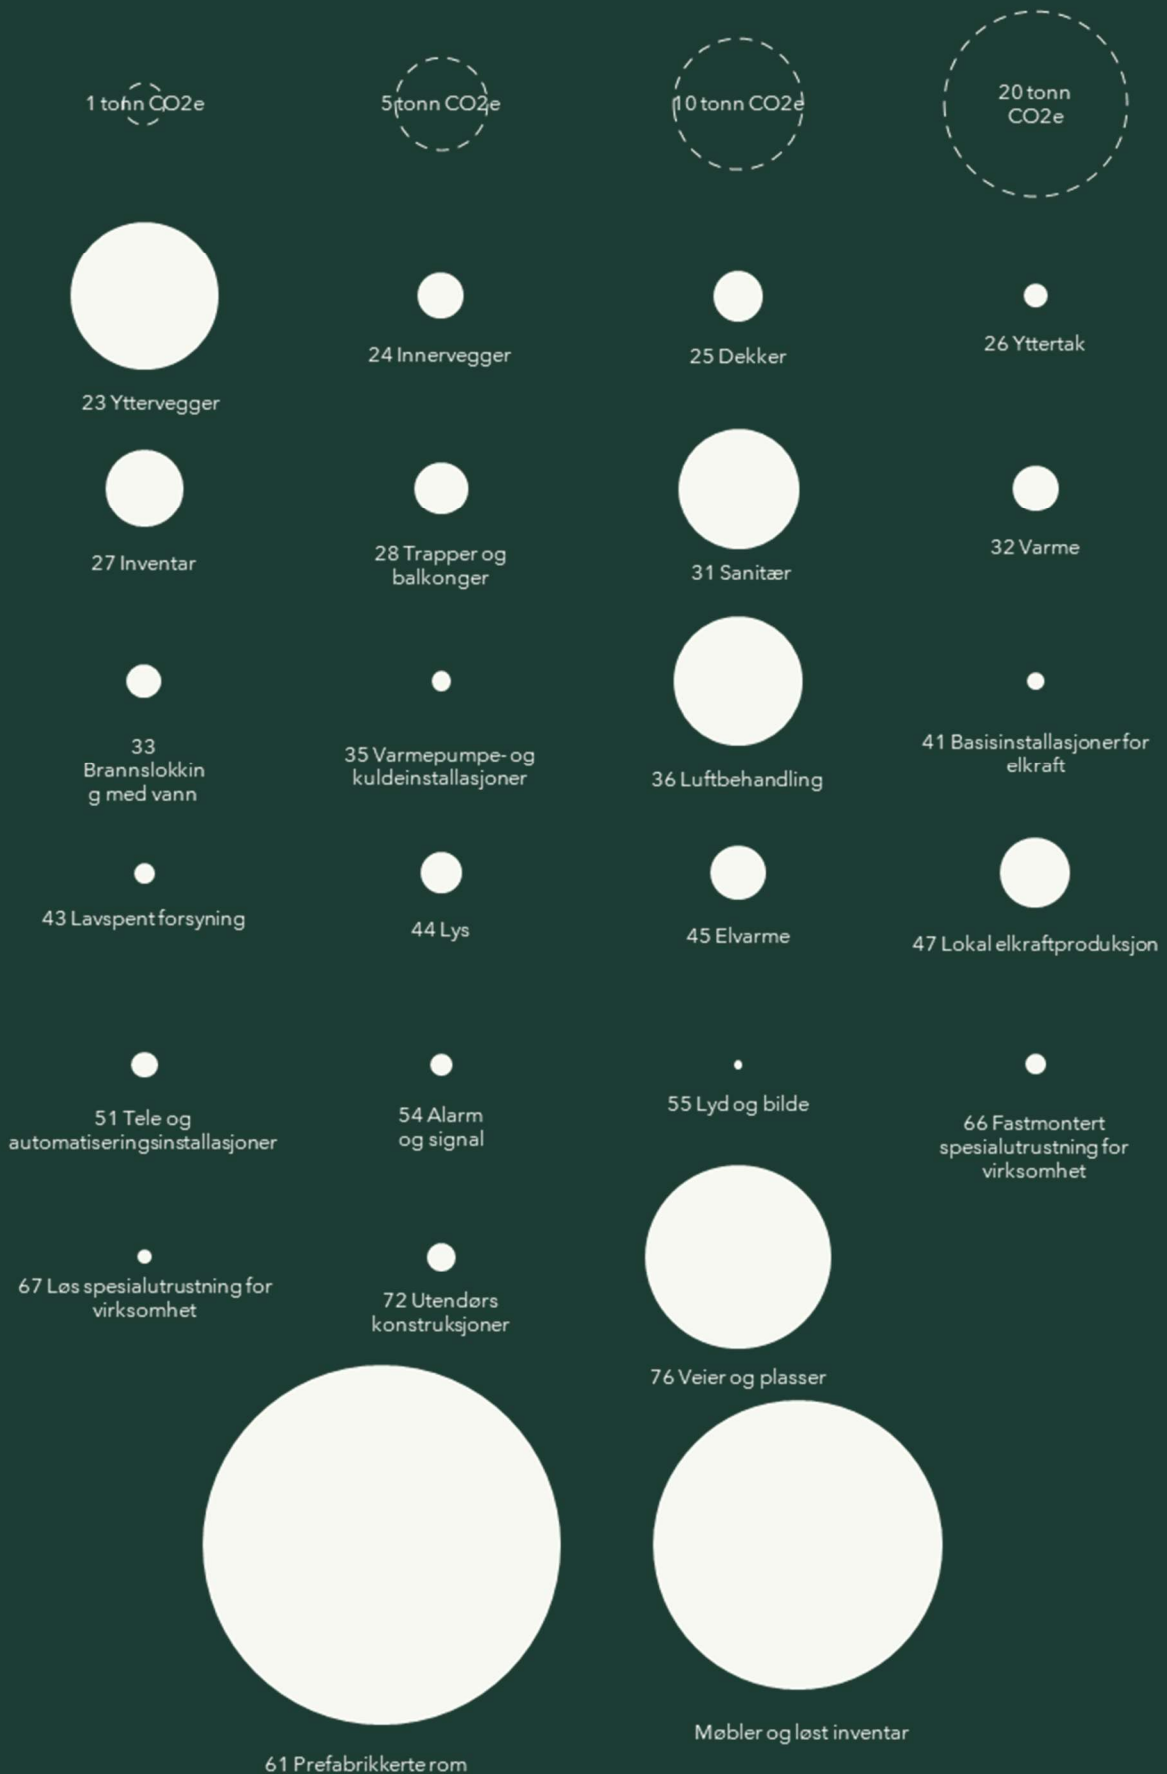 1 tonn CO2e
5 tonn CO2e
10 tonn CO2e
20 tonn
CO2e
23 Yttervegger
24 Innervegger
25 Dekker
26 Yttertak
27 Inventar
28 Trapper og
balkonger
31 Sanitær
32 Varme
33
Brannslokkin
g med vann
35 Varmepumpe- og
kuldeinstallasjoner
36 Luftbehandling
41 Basisinstallasjoner for
elkraft
43 Lavspent forsyning
44 Lys
45 Elvarme
47 Lokal elkraftproduksjon
51 Tele og
automatiseringsinstallasjoner
54 Alarm
og signal
55 Lyd og bilde
66 Fastmontert
spesialutrustning for
virksomhet
67 Løs spesialutrustning for
virksomhet
72 Utendørs
konstruksjoner
76 Veier og plasser
61 Prefabrikkerte rom
Møbler og løst inventar